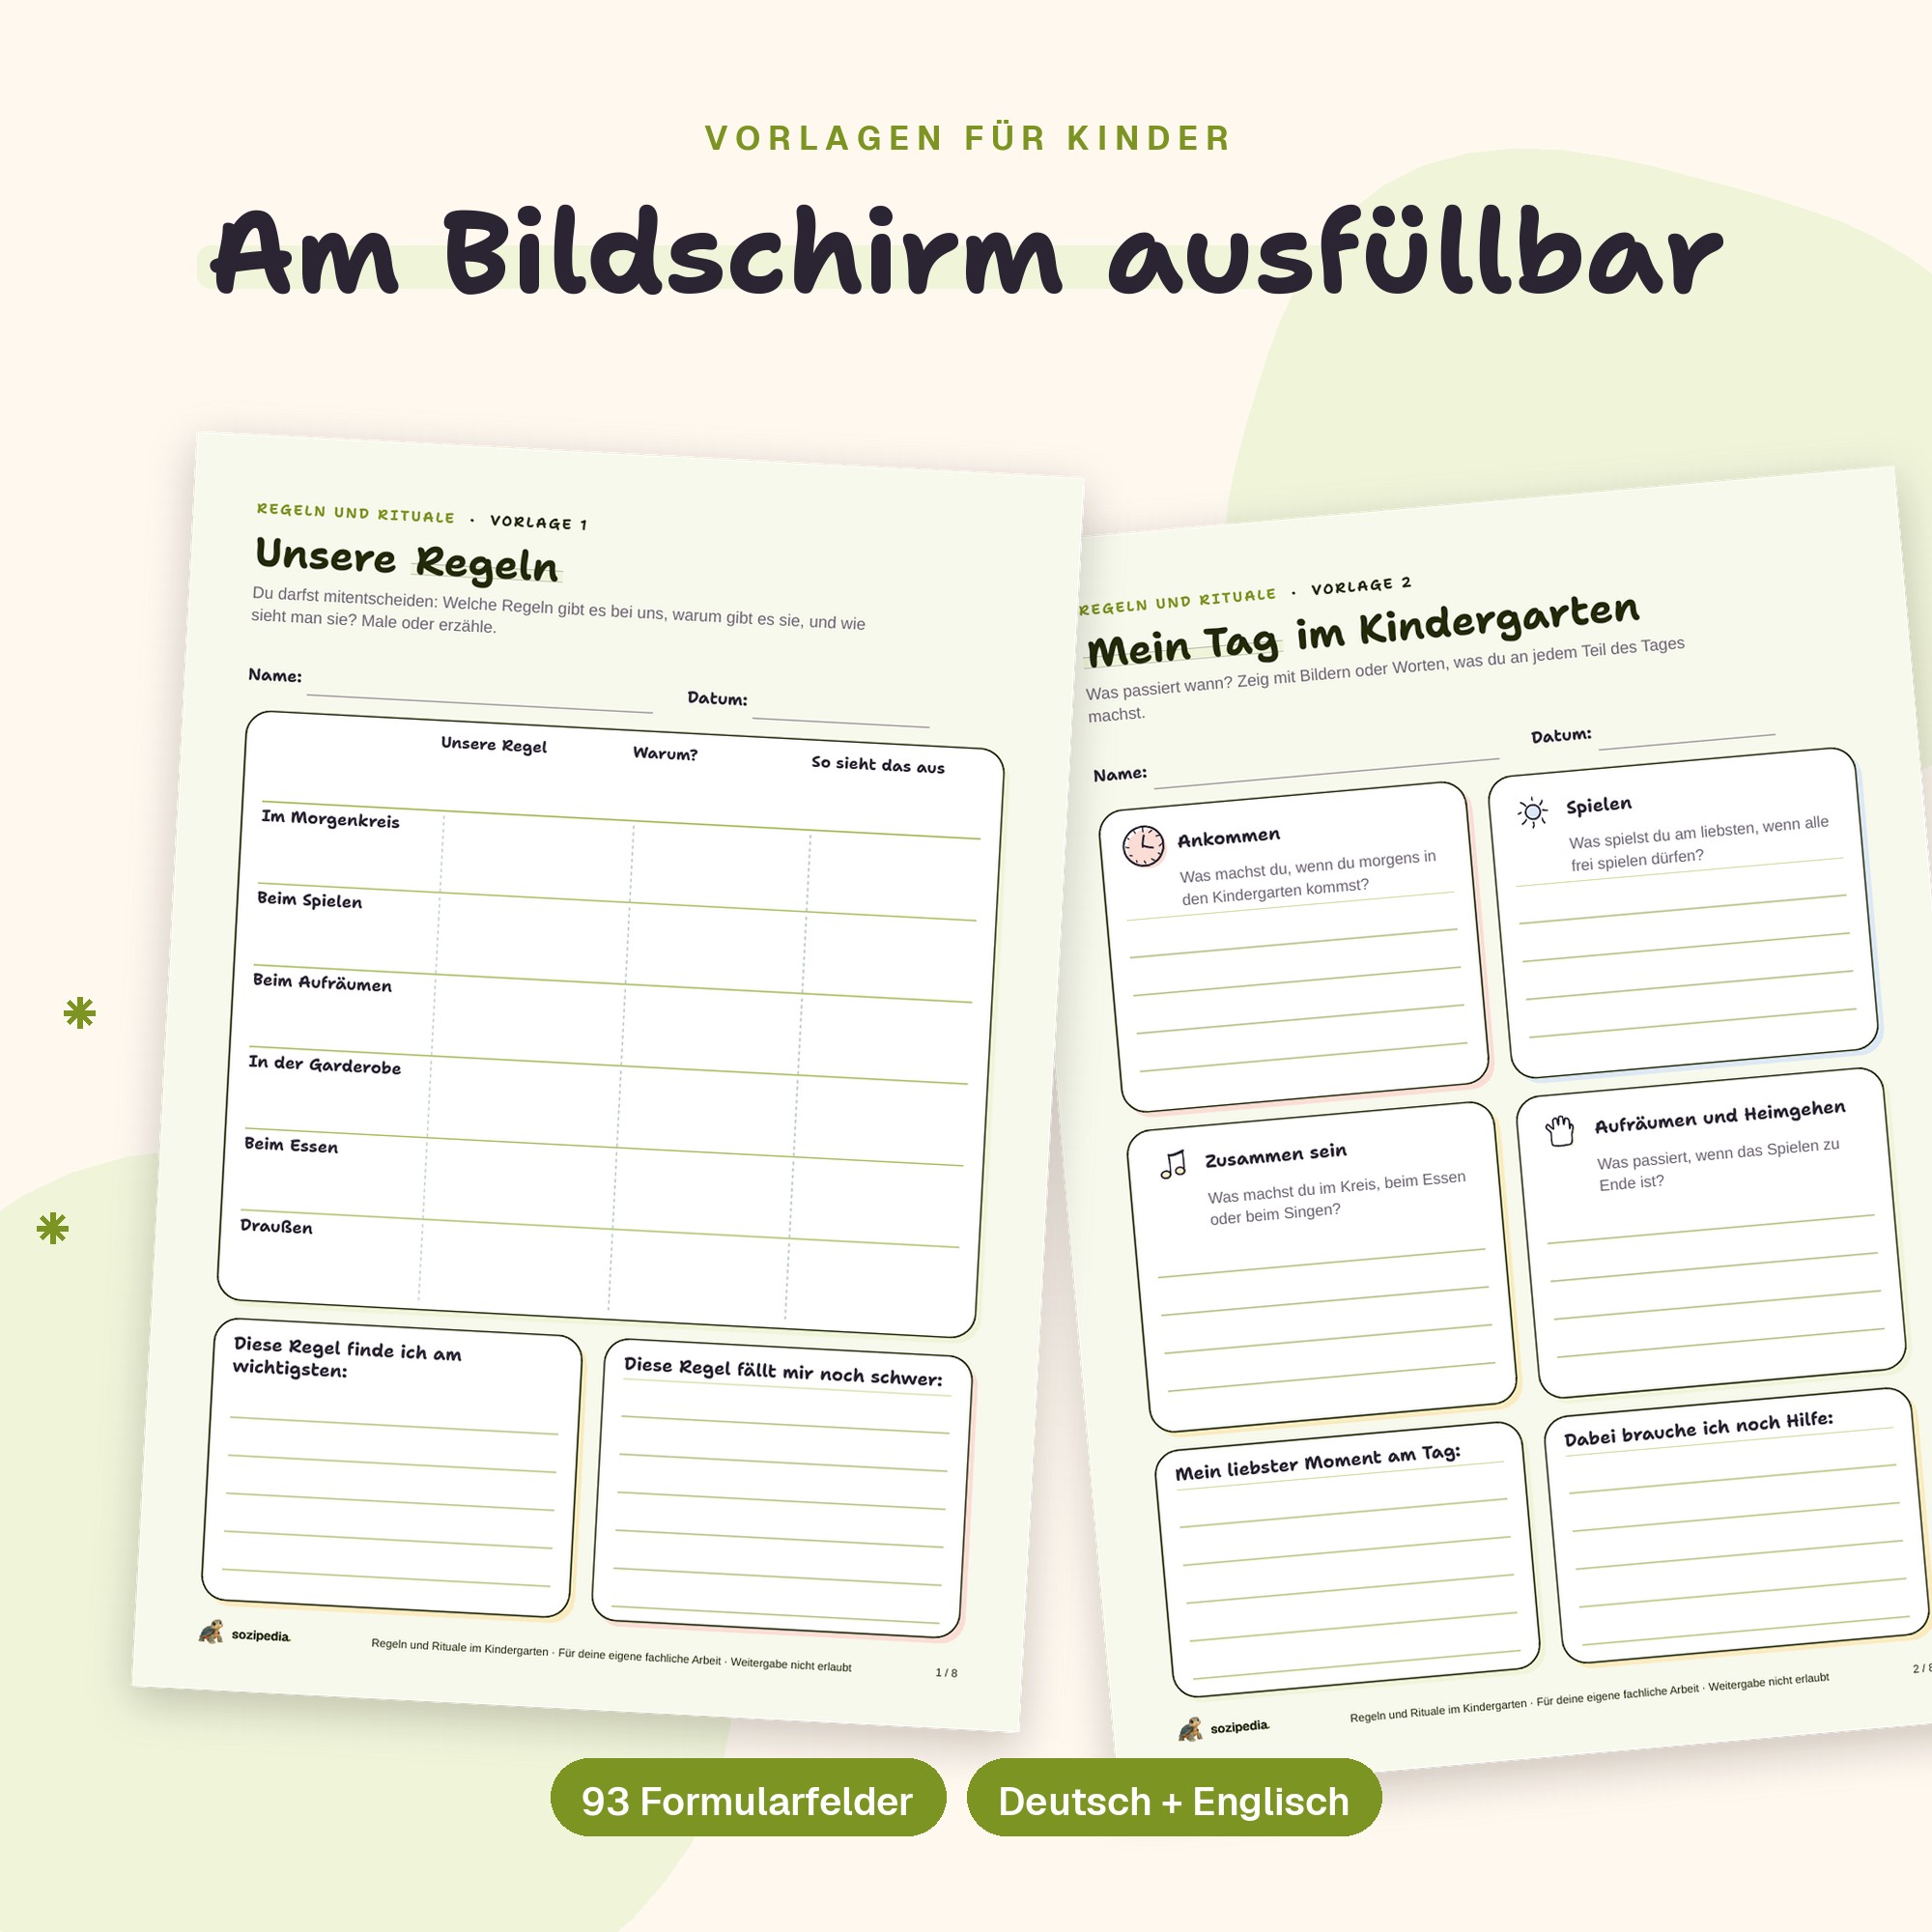 VORLAGEN FÜR KINDER
Am Bildschirm ausfüllbar
REGELN UND RITUALE · VORLAGE 1
Unsere Regeln
Du darfst mitentscheiden: Welche Regeln gibt es bei uns, warum gibt es sie, und wie
sieht man sie? Male oder erzähle.
Name:
Datum:
Unsere Regel
Warum?
So sieht das aus
Im Morgenkreis
Beim Spielen
Beim Aufräumen
In der Garderobe
Beim Essen
Draußen
Diese Regel finde ich am
wichtigsten:
Diese Regel fällt mir noch schwer:
sozipedia.
Regeln und Rituale im Kindergarten · Für deine eigene fachliche Arbeit · Weitergabe nicht erlaubt
1 / 8
REGELN UND RITUALE · VORLAGE 2
Mein Tag im Kindergarten
Was passiert wann? Zeig mit Bildern oder Worten, was du an jedem Teil des Tages
machst.
Name:
Datum:
Ankommen
Was machst du, wenn du morgens in
den Kindergarten kommst?
Spielen
Was spielst du am liebsten, wenn alle
frei spielen dürfen?
Zusammen sein
Was machst du im Kreis, beim Essen
oder beim Singen?
Aufräumen und Heimgehen
Was passiert, wenn das Spielen zu
Ende ist?
Mein liebster Moment am Tag:
Dabei brauche ich noch Hilfe:
sozipedia.
Regeln und Rituale im Kindergarten · Für deine eigene fachliche Arbeit · Weitergabe nicht erlaubt
2 / 8
93 Formularfelder
Deutsch + Englisch